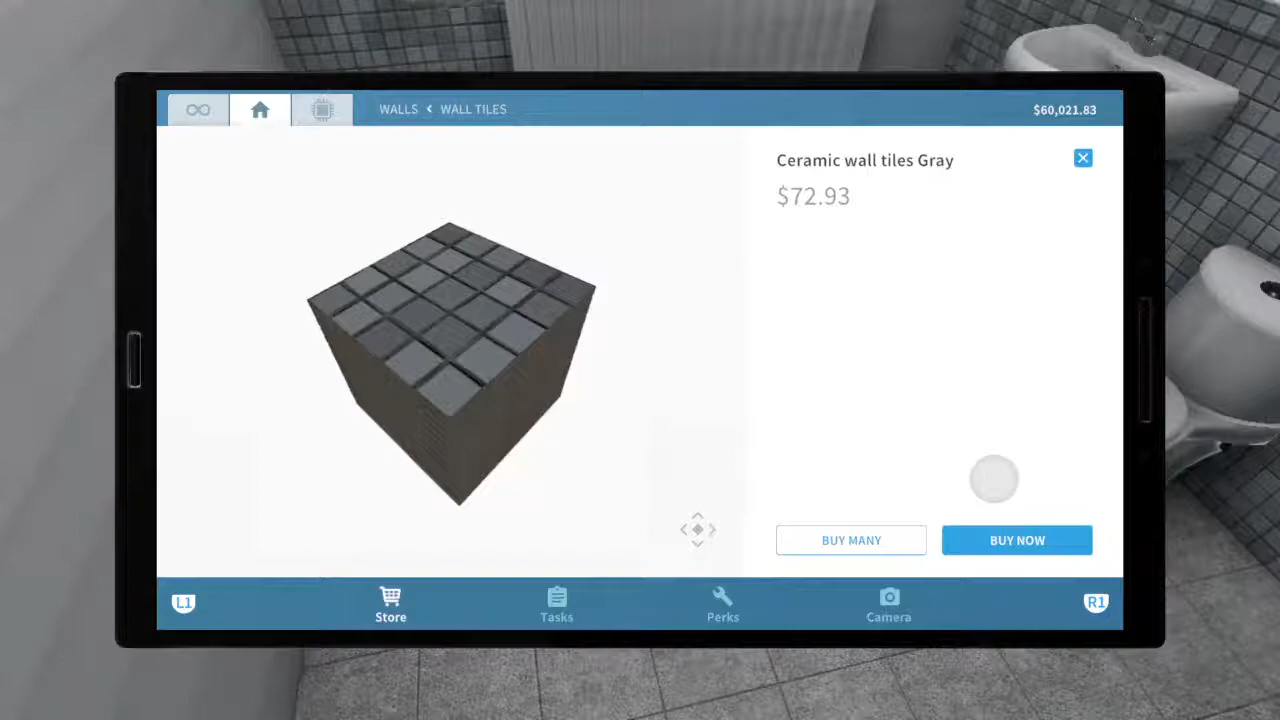 WALLS < WALL TILES
$60,021.83
Ceramic wall tiles Gray
$72.93
BUY MANY
BUY NOW
L1
Store
Tasks
Perks
Camera
R1